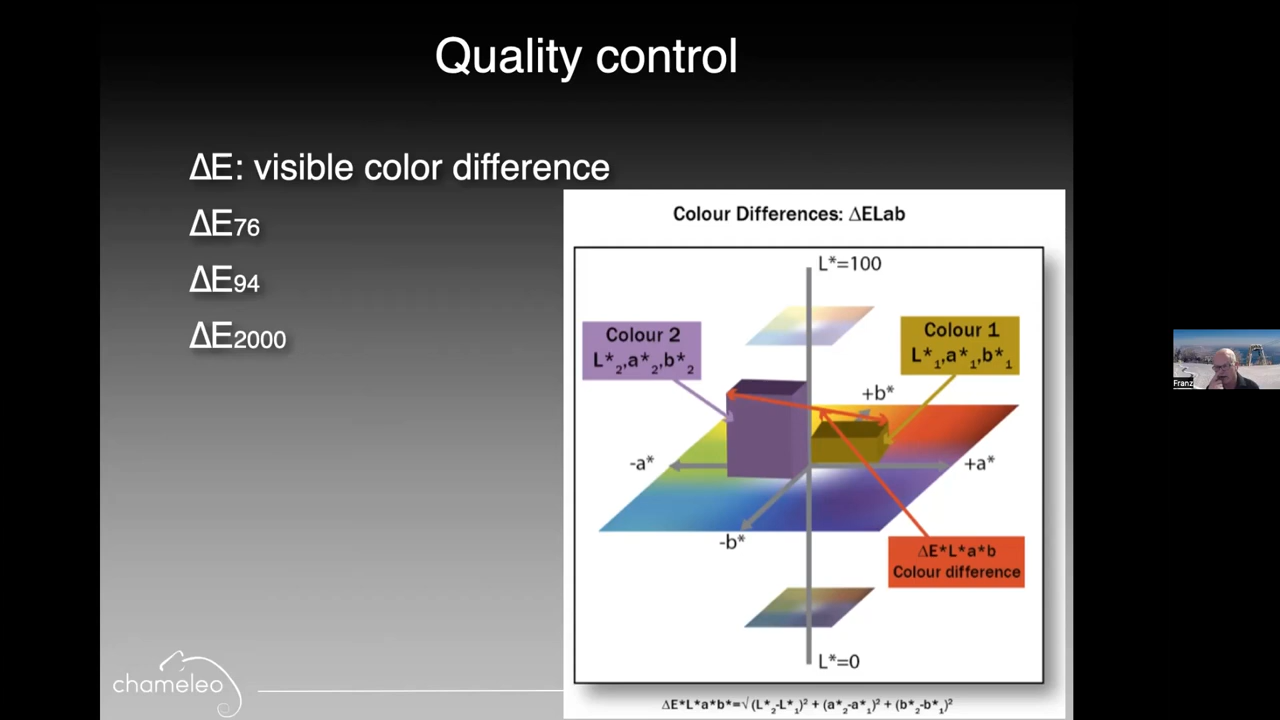 Quality control
ΔE: visible color difference
ΔE76
ΔE94
ΔE2000
Colour Differences: ΔELab
L*=100
Colour 2
L*2,a*2,b*2
Colour 1
L*1,a*1,b*1
+b*
-a*
+a*
-b*
ΔE*L*a*b
Colour difference
L*=0
ΔE*L*a*b*=√(L*2-L*1)² + (a*2-a*1)² + (b*2-b*1)²
chameleo
Franz